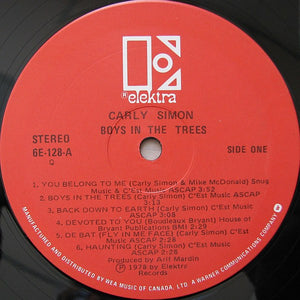 elektra
CARLY SIMON
BOYS IN THE TREES
STEREO
6E-128-A
Q
SIDE ONE
1. YOU BELONG TO ME (Carly Simon & Mike McDonald) Snug
Music & C'Est Music ASCAP 3:52
2. BOYS IN THE TREES (Carly Simon) C'Est Music ASCAP
3:13
3. BACK DOWN TO EARTH (Carly Simon) C'Est Music
ASCAP 3:08
4. DEVOTED TO YOU (Boudleaux Bryant) House of
Bryant Publications BMI 2:29
5. DE BAT (FLY IN ME FACE) (Carly Simon) C'Est
Music ASCAP 2:26
6. HAUNTING (Carly Simon) C'Est Music ASCAP
2:28
Produced by Arif Mardin
℗ 1978 by Elektra
Records
MANUFACTURED AND DISTRIBUTED BY WEA MUSIC OF CANADA, LTD. A WARNER COMMUNICATIONS COMPANY